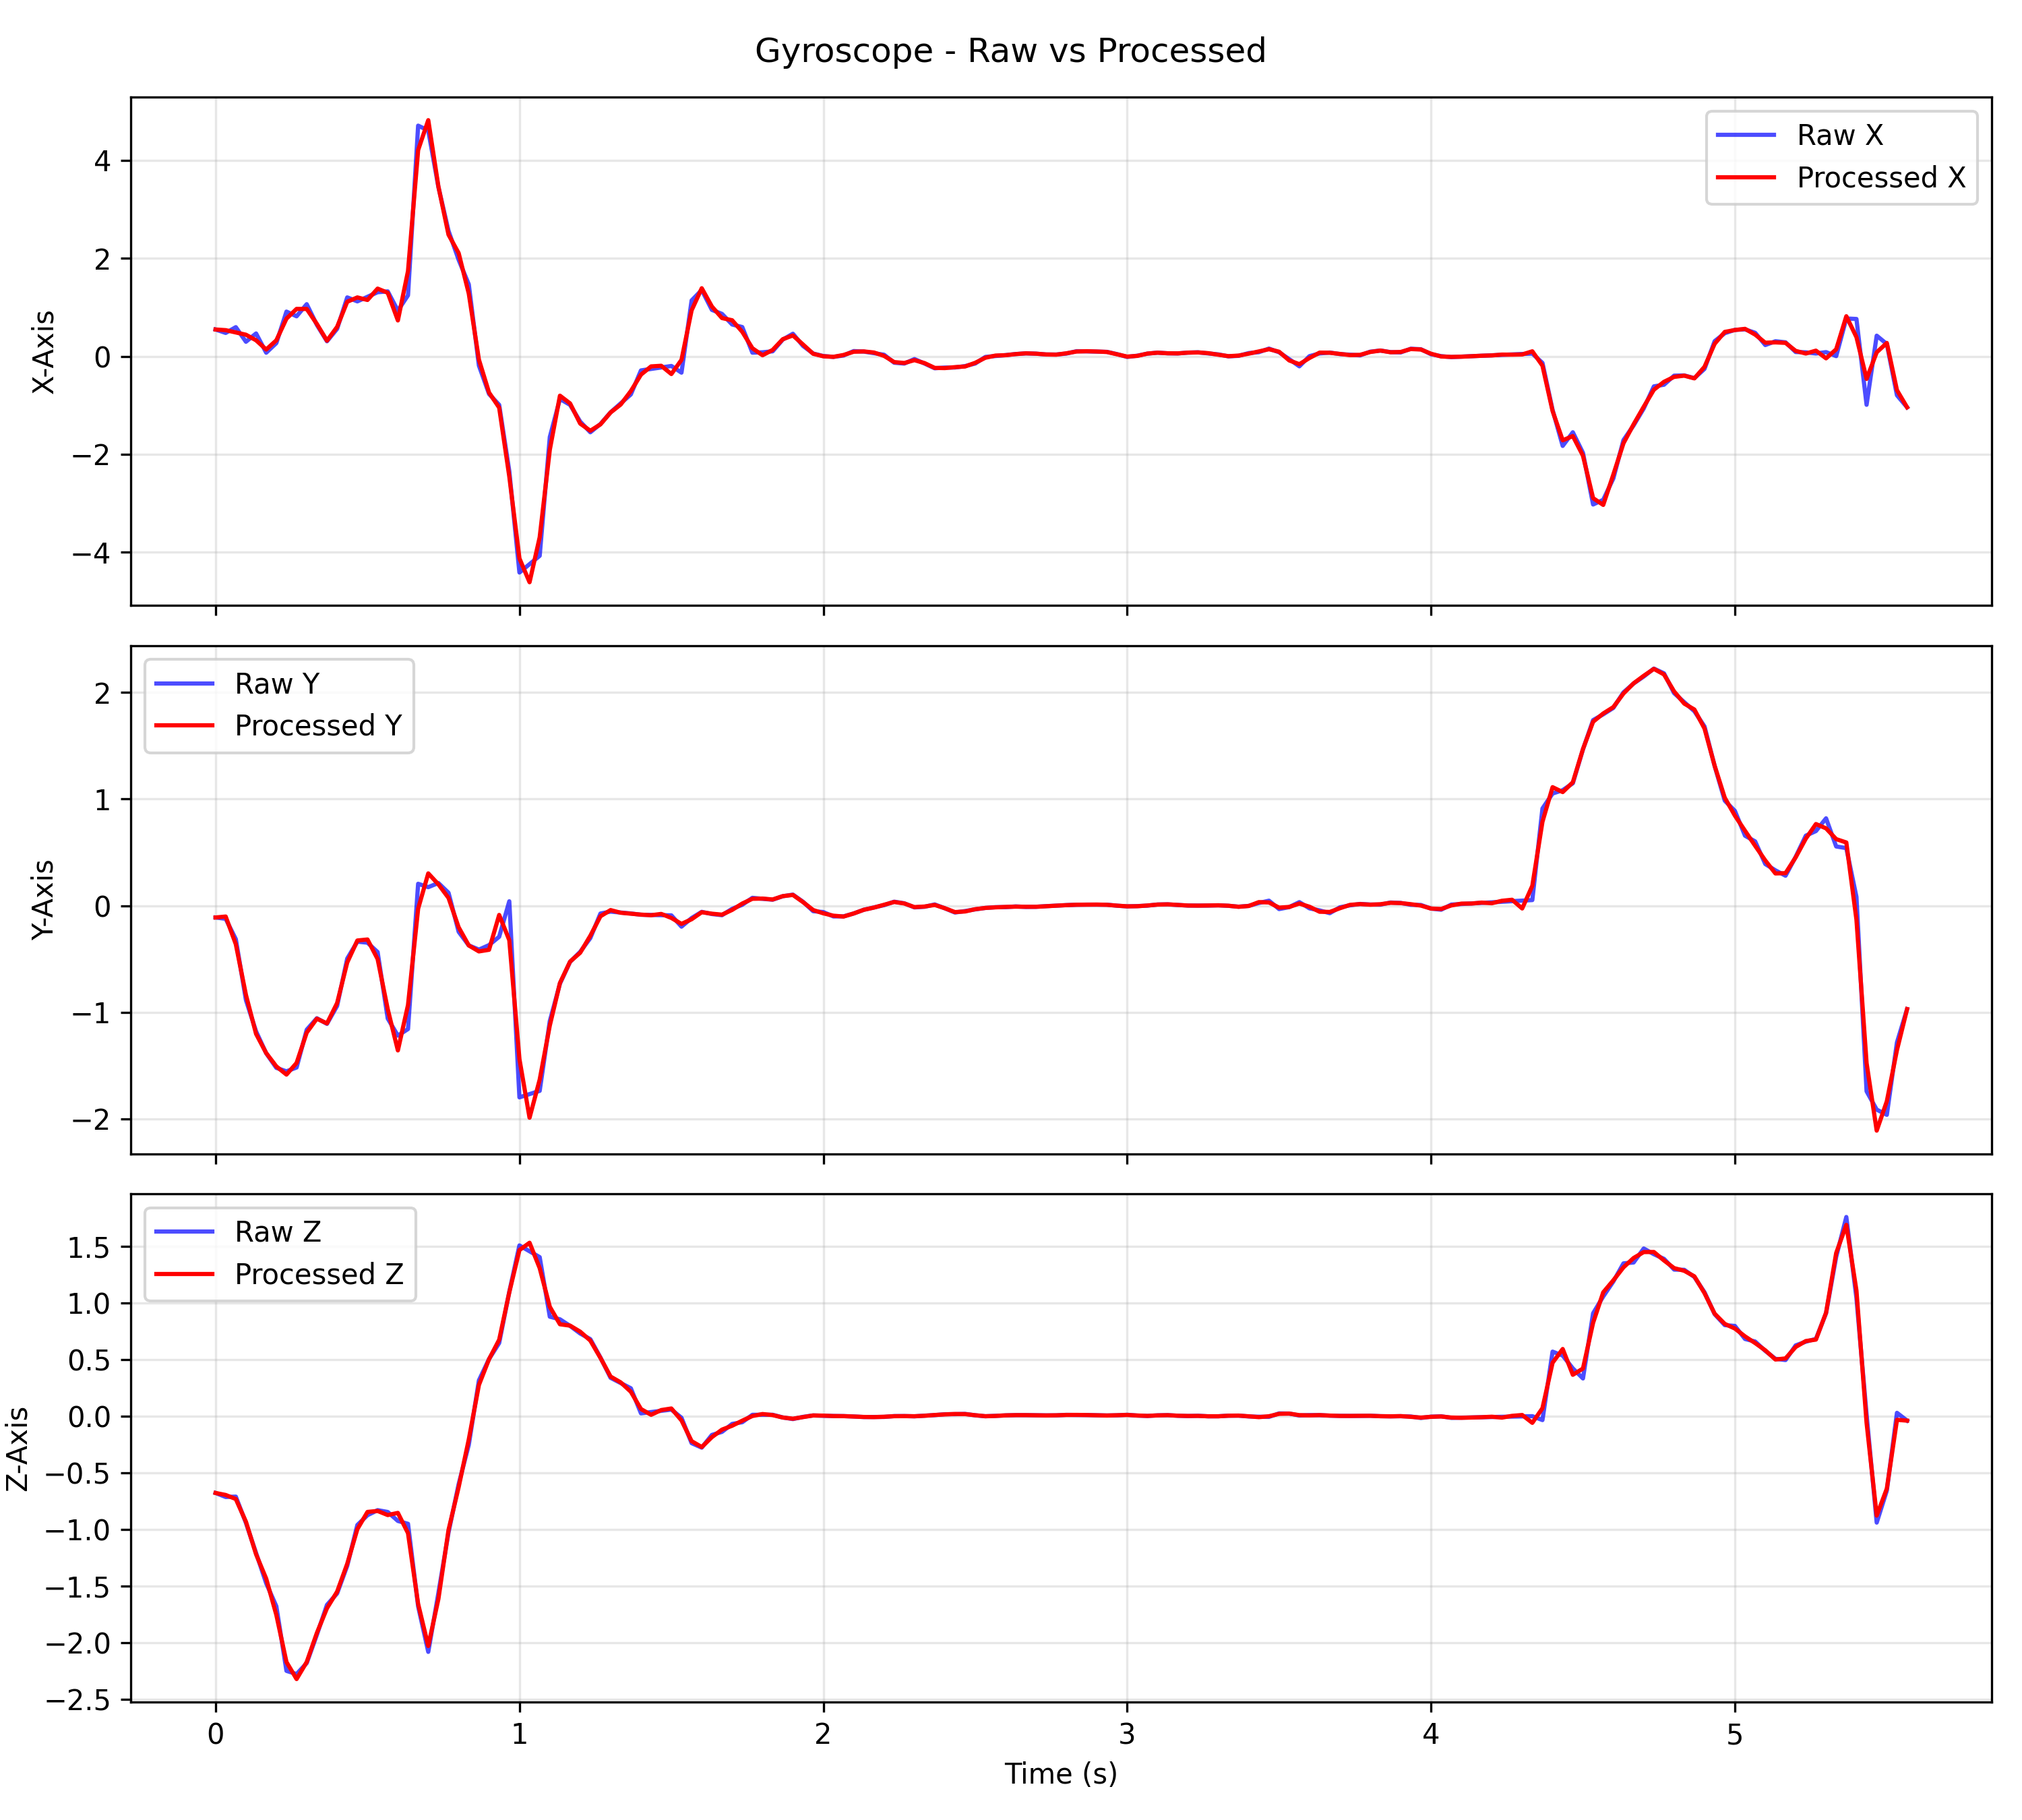 Gyroscope - Raw vs Processed
X-Axis
4
2
0
−2
−4
Raw X
Processed X
Y-Axis
2
1
0
−1
−2
Raw Y
Processed Y
Z-Axis
1.5
1.0
0.5
0.0
−0.5
−1.0
−1.5
−2.0
−2.5
Raw Z
Processed Z
0 1 2 3 4 5
Time (s)